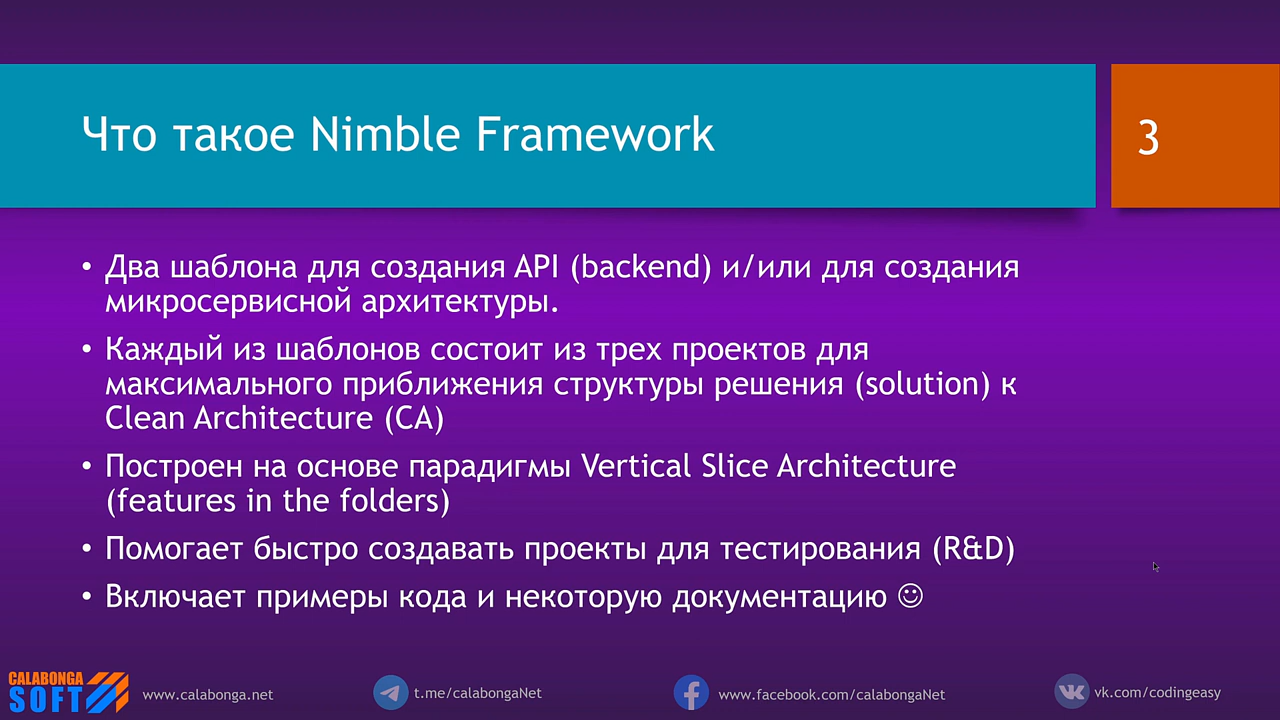 Что такое Nimble Framework
3
• Два шаблона для создания API (backend) и/или для создания
микросервисной архитектуры.
• Каждый из шаблонов состоит из трех проектов для
максимального приближения структуры решения (solution) к
Clean Architecture (CA)
• Построен на основе парадигмы Vertical Slice Architecture
(features in the folders)
• Помогает быстро создавать проекты для тестирования (R&D)
• Включает примеры кода и некоторую документацию ☺
CALABONGA
SOFT
www.calabonga.net
t.me/calabongaNet
www.facebook.com/calabongaNet
vk.com/codingeasy